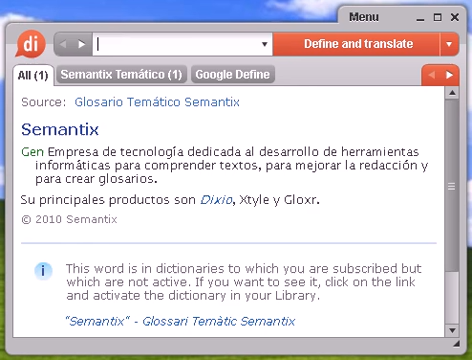 Menu
di
Define and translate
All (1)
Semantix Temático (1)
Google Define
Source: Glosario Temático Semantix
Semantix
Gen Empresa de tecnología dedicada al desarrollo de herramientas
informáticas para comprender textos, para mejorar la redacción y
para crear glosarios.
Su principales productos son Dixio, Xtyle y Gloxr.
© 2010 Semantix
i
This word is in dictionaries to which you are subscribed but
which are not active. If you want to see it, click on the link
and activate the dictionary in your Library.
"Semantix" - Glossari Temàtic Semantix